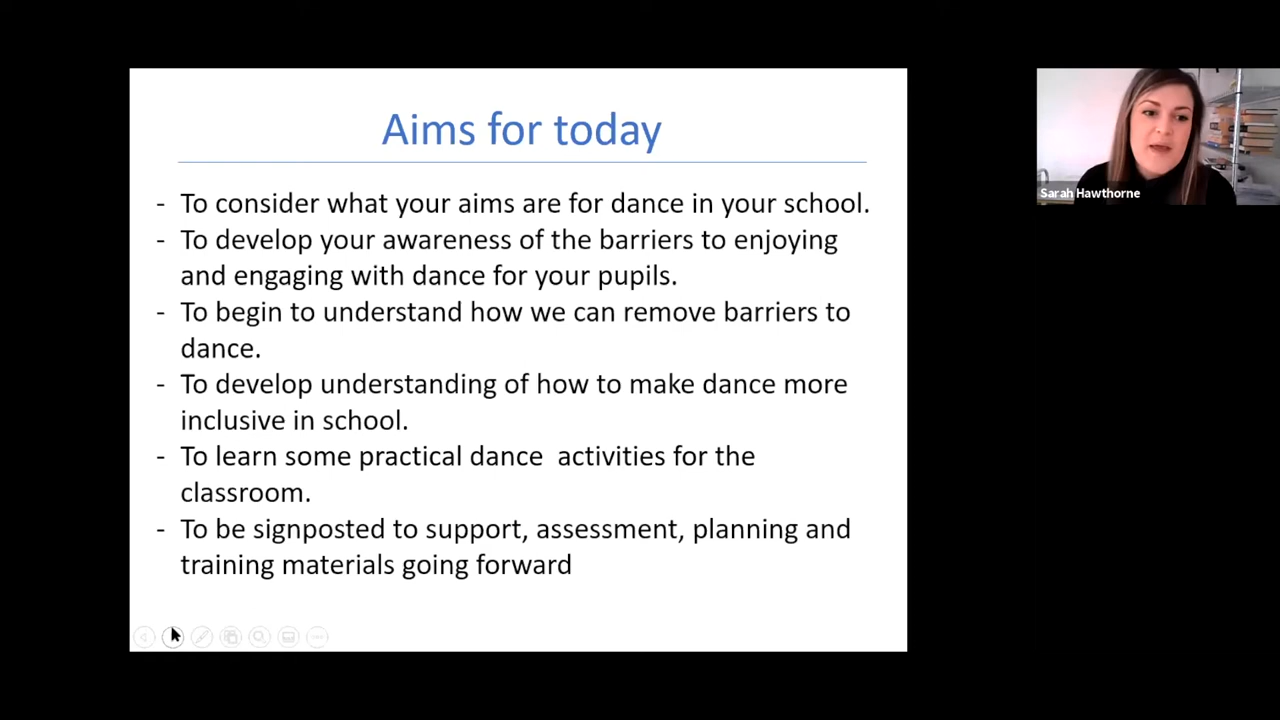 Aims for today
- To consider what your aims are for dance in your school.
- To develop your awareness of the barriers to enjoying
and engaging with dance for your pupils.
- To begin to understand how we can remove barriers to
dance.
- To develop understanding of how to make dance more
inclusive in school.
- To learn some practical dance  activities for the
classroom.
- To be signposted to support, assessment, planning and
training materials going forward
Sarah Hawthorne